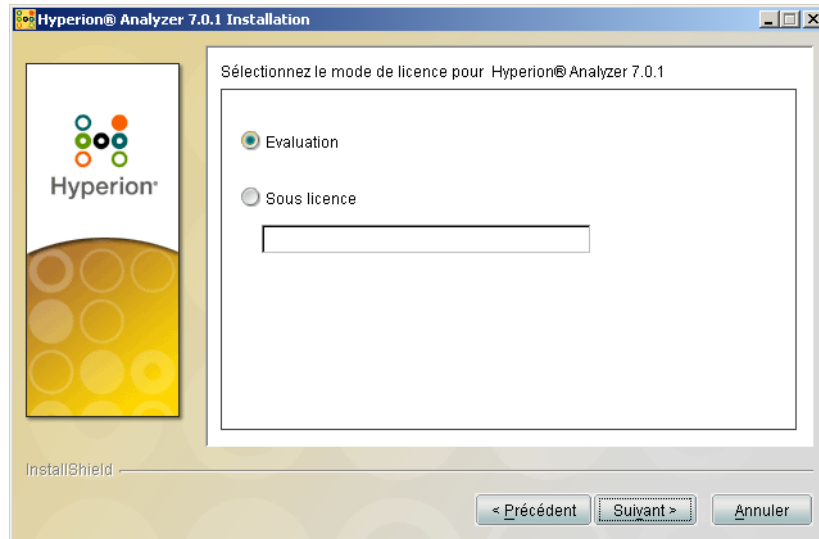 Hyperion® Analyzer 7.0.1 Installation
Sélectionnez le mode de licence pour Hyperion® Analyzer 7.0.1
Hyperion
Evaluation
Sous licence
InstallShield
< Précédent
Suivant >
Annuler